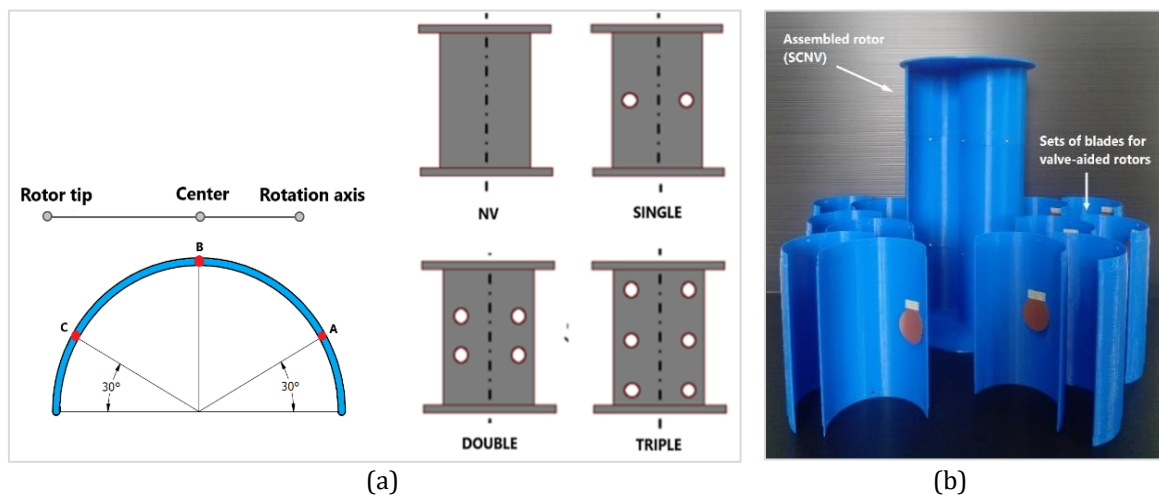 Rotor tip
Center
Rotation axis
B
C
A
30°
30°
NV
SINGLE
DOUBLE
TRIPLE
Assembled rotor
(SCNV)
Sets of blades for
valve-aided rotors
(a)
(b)